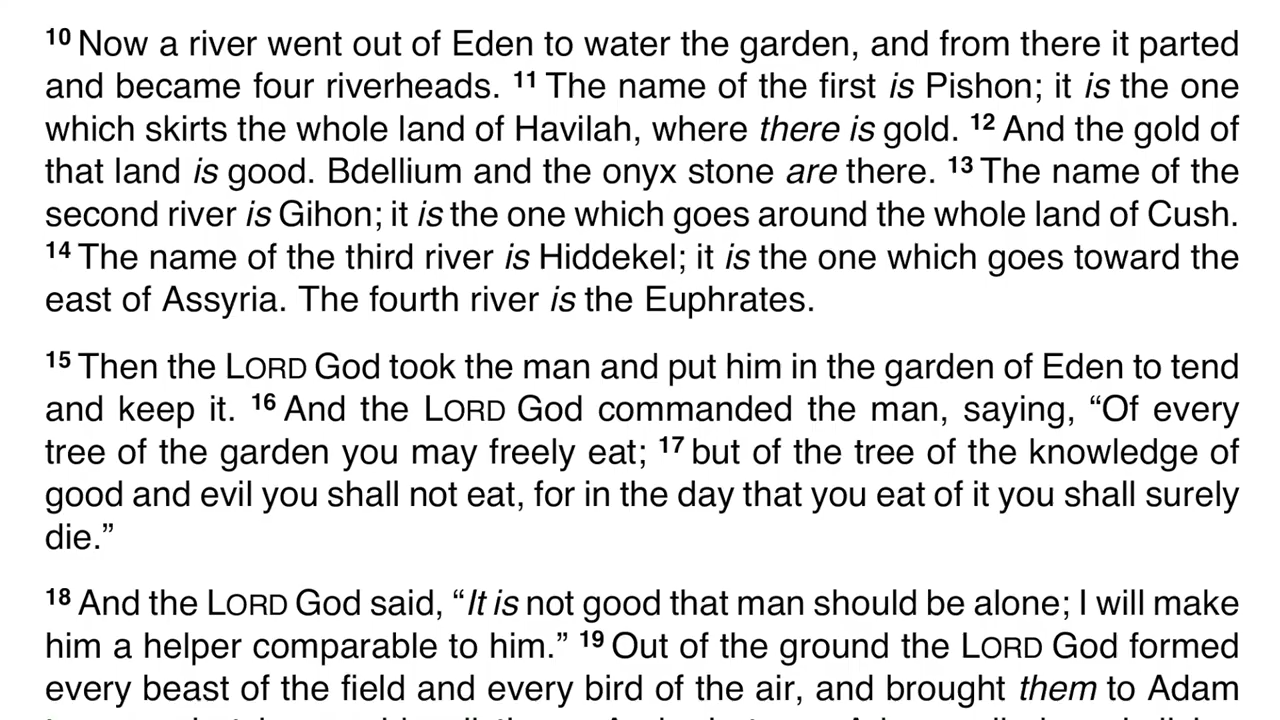 10 Now a river went out of Eden to water the garden, and from there it parted
and became four riverheads. 11 The name of the first is Pishon; it is the one
which skirts the whole land of Havilah, where there is gold. 12 And the gold of
that land is good. Bdellium and the onyx stone are there. 13 The name of the
second river is Gihon; it is the one which goes around the whole land of Cush.
14 The name of the third river is Hiddekel; it is the one which goes toward the
east of Assyria. The fourth river is the Euphrates.
15 Then the LORD God took the man and put him in the garden of Eden to tend
and keep it. 16 And the LORD God commanded the man, saying, “Of every
tree of the garden you may freely eat; 17 but of the tree of the knowledge of
good and evil you shall not eat, for in the day that you eat of it you shall surely
die.”
18 And the LORD God said, “It is not good that man should be alone; I will make
him a helper comparable to him.” 19 Out of the ground the LORD God formed
every beast of the field and every bird of the air, and brought them to Adam